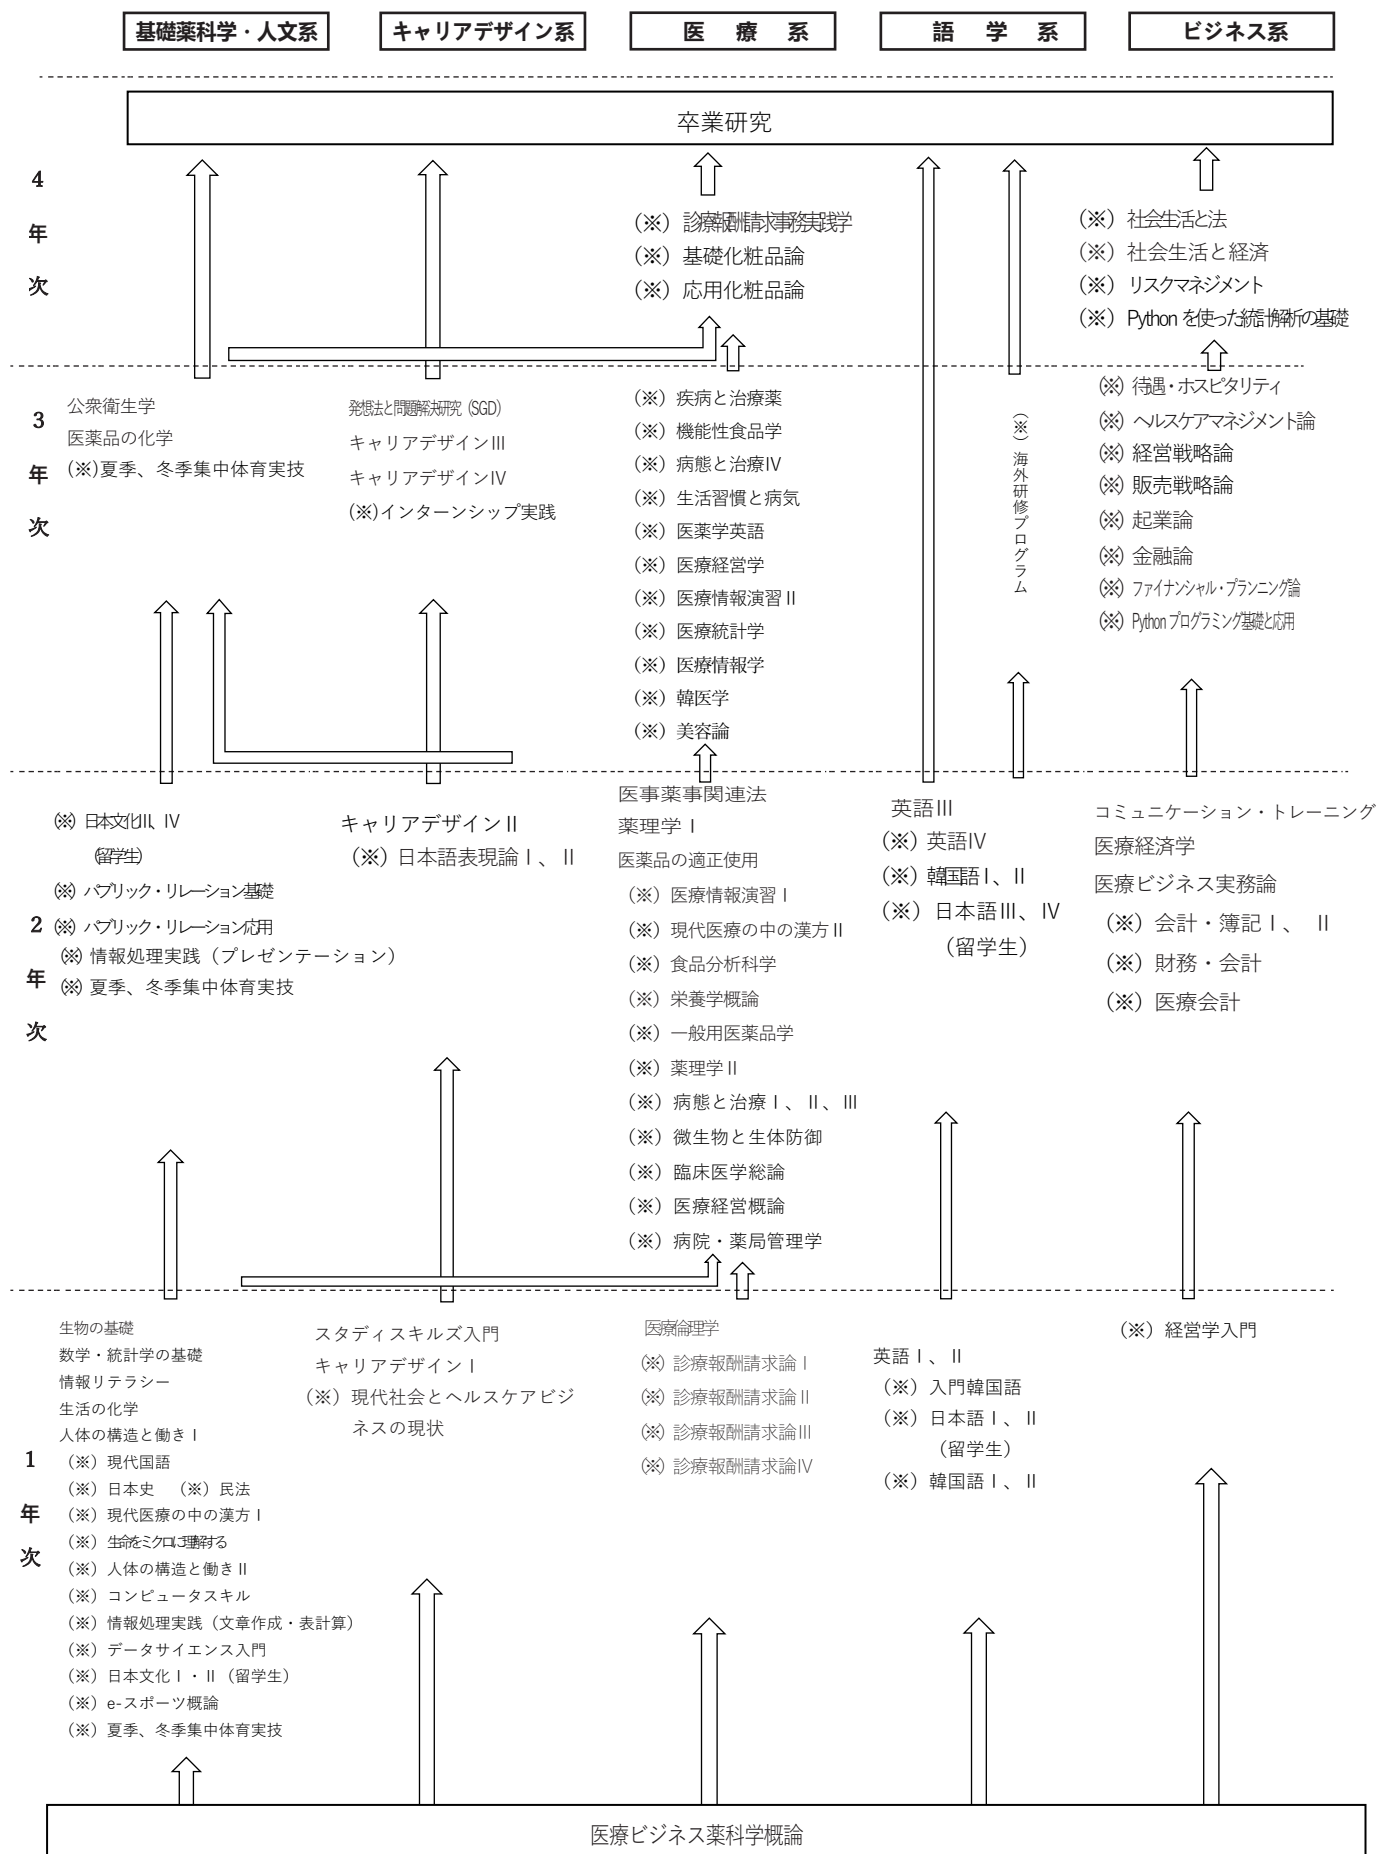 基礎薬科学・人文系
キャリアデザイン系
医 療 系
語 学 系
ビジネス系
卒業研究
4
年
次
（※）診療報酬請求事務実践学
（※）基礎化粧品論
（※）応用化粧品論
（※）社会生活と法
（※）社会生活と経済
（※）リスクマネジメント
（※）Python を使った統計解析の基礎
3
年
次
公衆衛生学
医薬品の化学
(※)夏季、冬季集中体育実技
発想法と問題解決研究 (SGD)
キャリアデザインⅢ
キャリアデザインⅣ
(※)インターンシップ実践
（※）疾病と治療薬
（※）機能性食品学
（※）病態と治療Ⅳ
（※）生活習慣と病気
（※）医薬学英語
（※）医療経営学
（※）医療情報演習Ⅱ
（※）医療統計学
（※）医療情報学
（※）韓医学
（※）美容論
（※）海外研修プログラム
（※）待遇・ホスピタリティ
（※）ヘルスケアマネジメント論
（※）経営戦略論
（※）販売戦略論
（※）起業論
（※）金融論
（※）ファイナンシャル・プランニング論
（※）Python プログラミング基礎と応用
2
年
次
（※）日本文化Ⅲ、Ⅳ
（留学生）
（※）パブリック・リレーション基礎
（※）パブリック・リレーション応用
（※）情報処理実践（プレゼンテーション）
（※）夏季、冬季集中体育実技
キャリアデザインⅡ
（※）日本語表現論Ⅰ、Ⅱ
医事薬事関連法
薬理学Ⅰ
医薬品の適正使用
（※）医療情報演習Ⅰ
（※）現代医療の中の漢方Ⅱ
（※）食品分析科学
（※）栄養学概論
（※）一般用医薬品学
（※）薬理学Ⅱ
（※）病態と治療Ⅰ、Ⅱ、Ⅲ
（※）微生物と生体防御
（※）臨床医学総論
（※）医療経営概論
（※）病院・薬局管理学
英語Ⅲ
（※）英語Ⅳ
（※）韓国語Ⅰ、Ⅱ
（※）日本語Ⅲ、Ⅳ
（留学生）
コミュニケーション・トレーニング
医療経済学
医療ビジネス実務論
（※）会計・簿記Ⅰ、Ⅱ
（※）財務・会計
（※）医療会計
1
年
次
生物の基礎
数学・統計学の基礎
情報リテラシー
生活の化学
人体の構造と働きⅠ
（※）現代国語
（※）日本史 （※）民法
（※）現代医療の中の漢方Ⅰ
（※）生命をミクロに理解する
（※）人体の構造と働きⅡ
（※）コンピュータスキル
（※）情報処理実践（文章作成・表計算）
（※）データサイエンス入門
（※）日本文化Ⅰ・Ⅱ（留学生）
（※）e-スポーツ概論
（※）夏季、冬季集中体育実技
スタディスキルズ入門
キャリアデザインⅠ
（※）現代社会とヘルスケアビジ
ネスの現状
医療倫理学
（※）診療報酬請求論Ⅰ
（※）診療報酬請求論Ⅱ
（※）診療報酬請求論Ⅲ
（※）診療報酬請求論Ⅳ
英語Ⅰ、Ⅱ
（※）入門韓国語
（※）日本語Ⅰ、Ⅱ
（留学生）
（※）韓国語Ⅰ、Ⅱ
（※）経営学入門
医療ビジネス薬科学概論